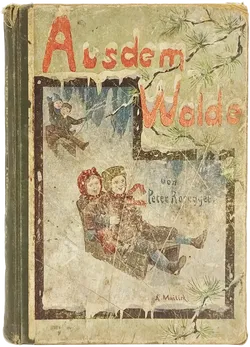 Aus dem
Walde
von
Peter Rosegger.